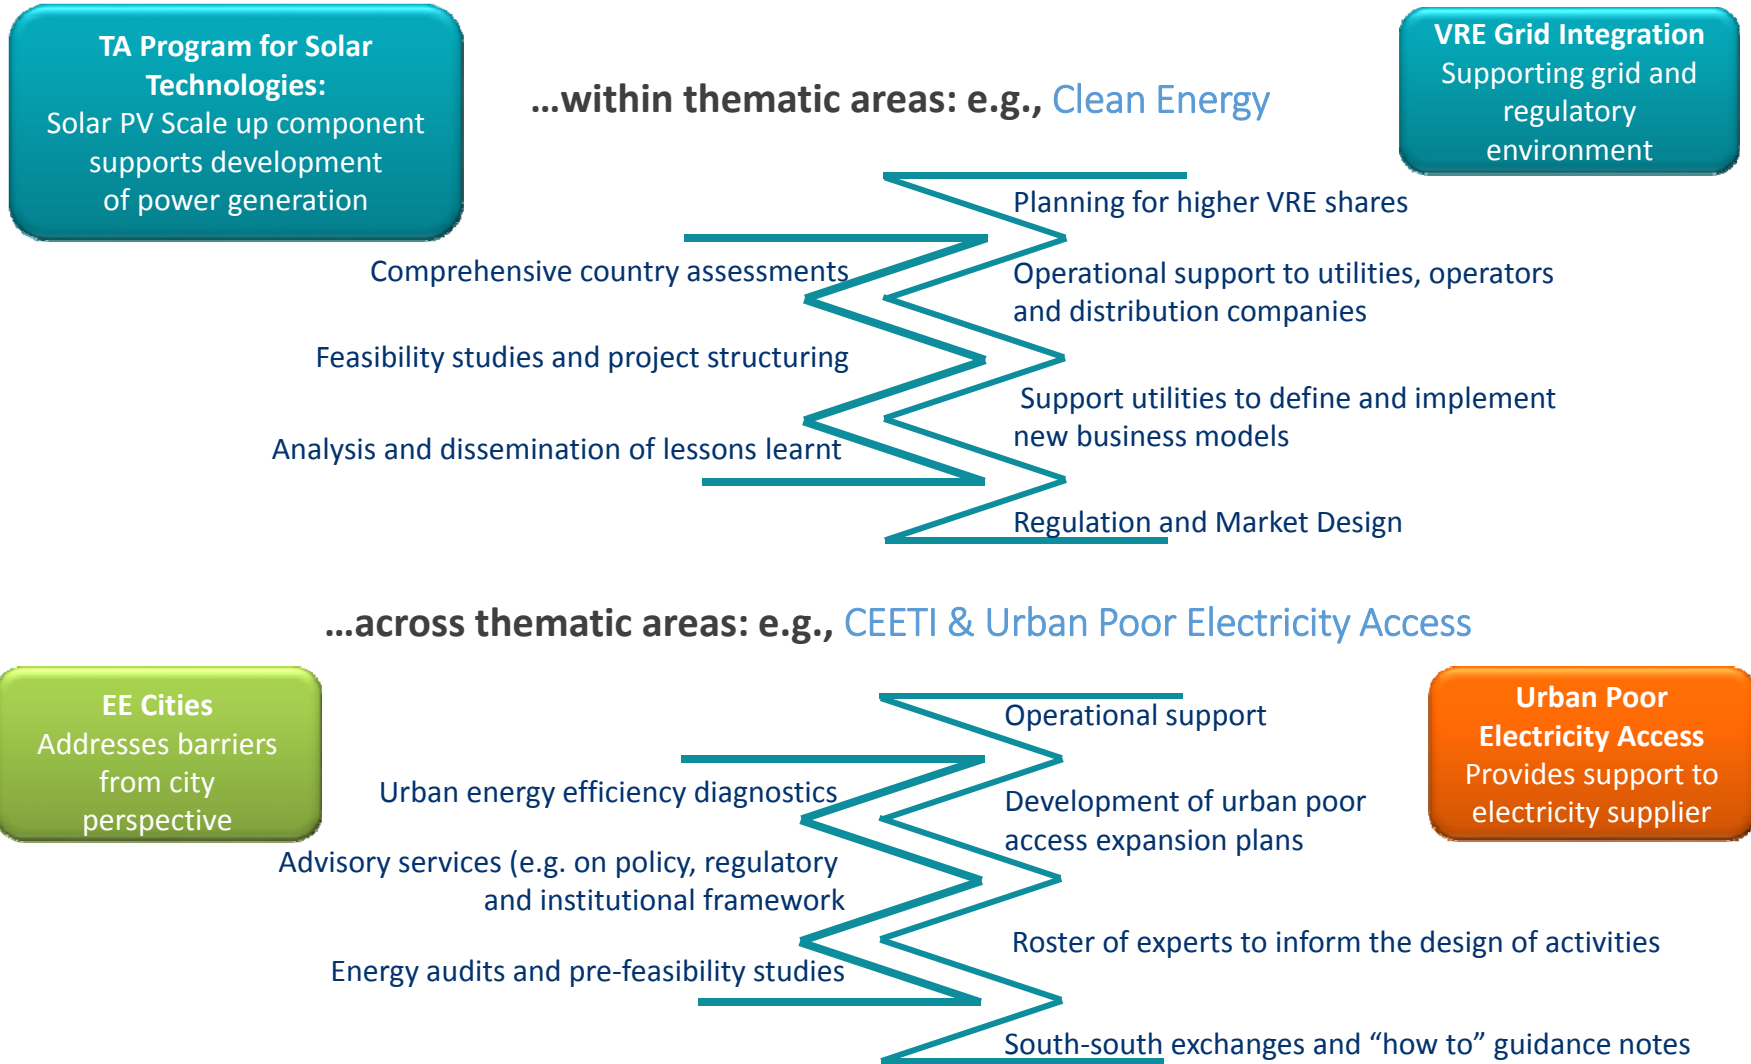 TA Program for Solar
Technologies:
Solar PV Scale up component
supports development
of power generation
…within thematic areas: e.g., Clean Energy
VRE Grid Integration
Supporting grid and
regulatory
environment
Comprehensive country assessments
Feasibility studies and project structuring
Analysis and dissemination of lessons learnt
Planning for higher VRE shares
Operational support to utilities, operators
and distribution companies
Support utilities to define and implement
new business models
Regulation and Market Design
…across thematic areas: e.g., CEETI & Urban Poor Electricity Access
EE Cities
Addresses barriers
from city
perspective
Urban Poor
Electricity Access
Provides support to
electricity supplier
Urban energy efficiency diagnostics
Advisory services (e.g. on policy, regulatory
and institutional framework
Energy audits and pre-feasibility studies
Operational support
Development of urban poor
access expansion plans
Roster of experts to inform the design of activities
South-south exchanges and “how to” guidance notes